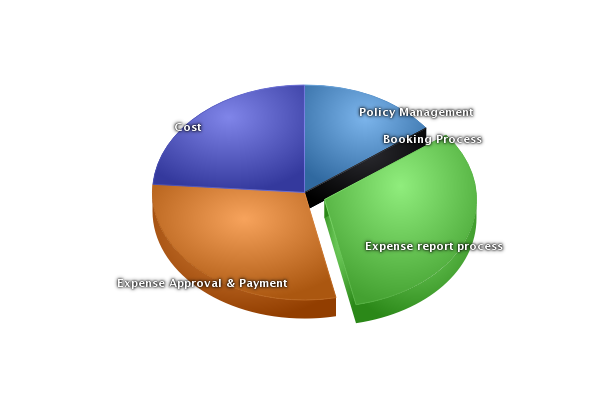 Policy Management
Cost
Booking Process
Expense report process
Expense Approval & Payment